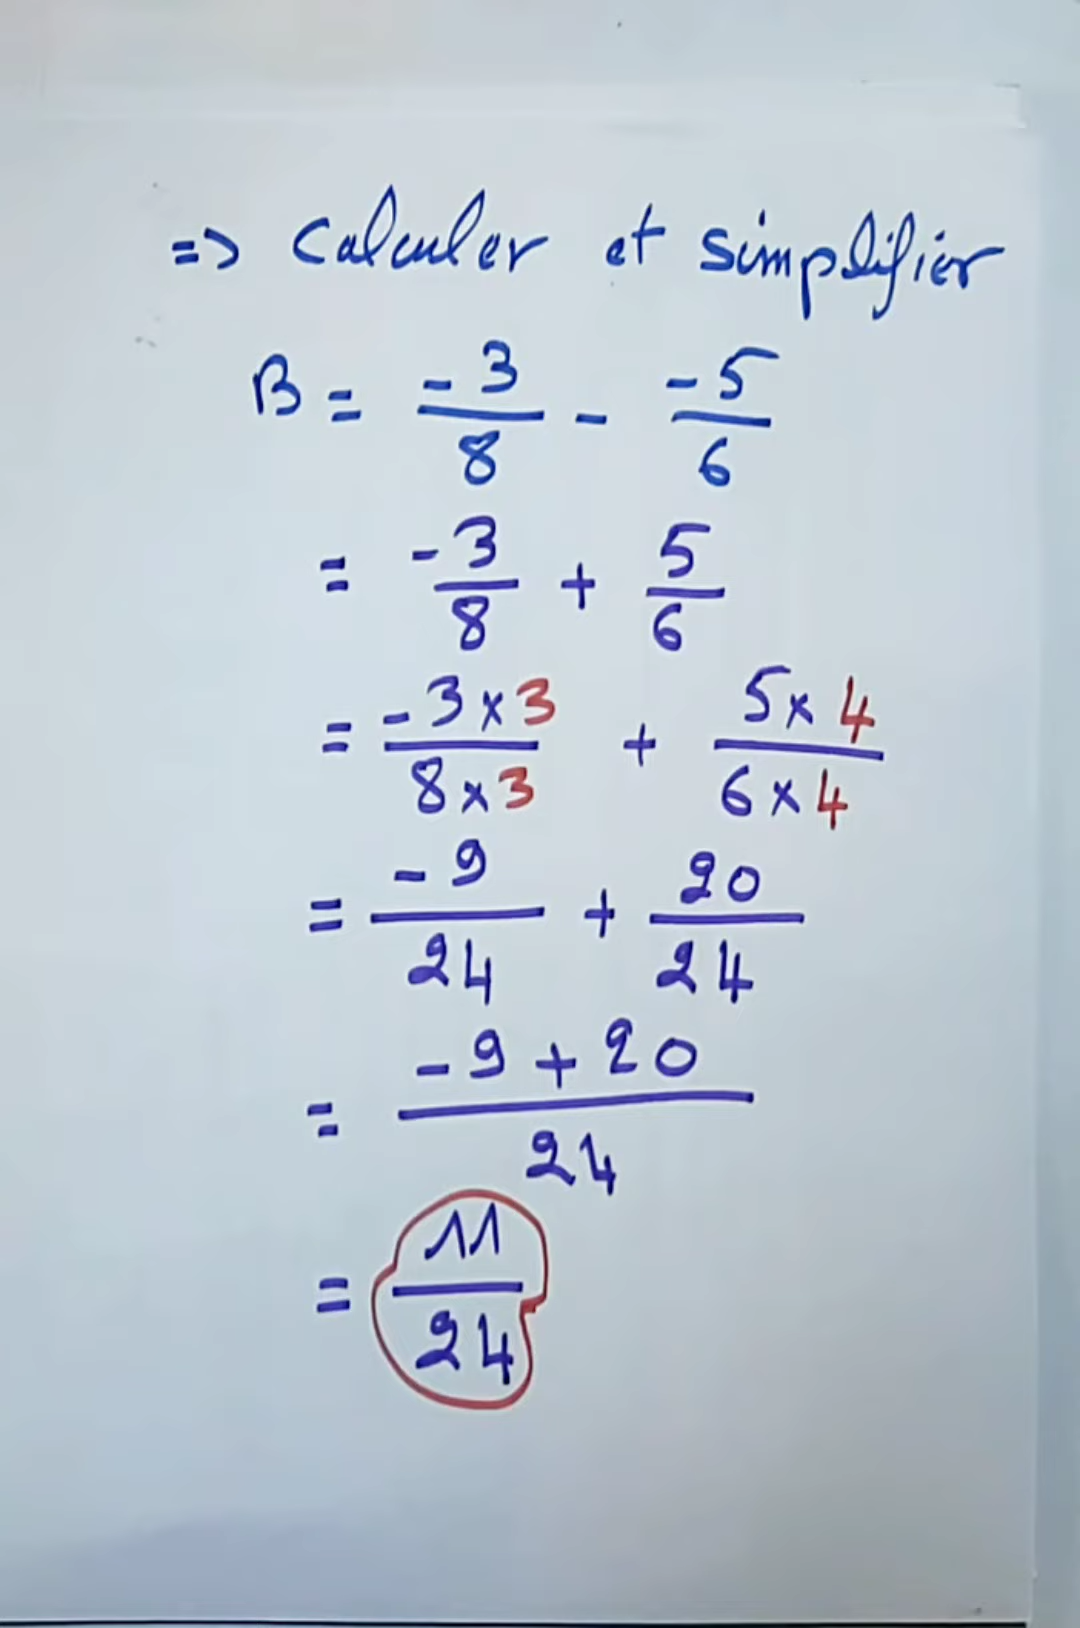 => Calculer et simplifier
B = -3/8 - -5/6
= -3/8 + 5/6
= -3×3/8×3 + 5×4/6×4
= -9/24 + 20/24
= -9+20/24
= 11/24